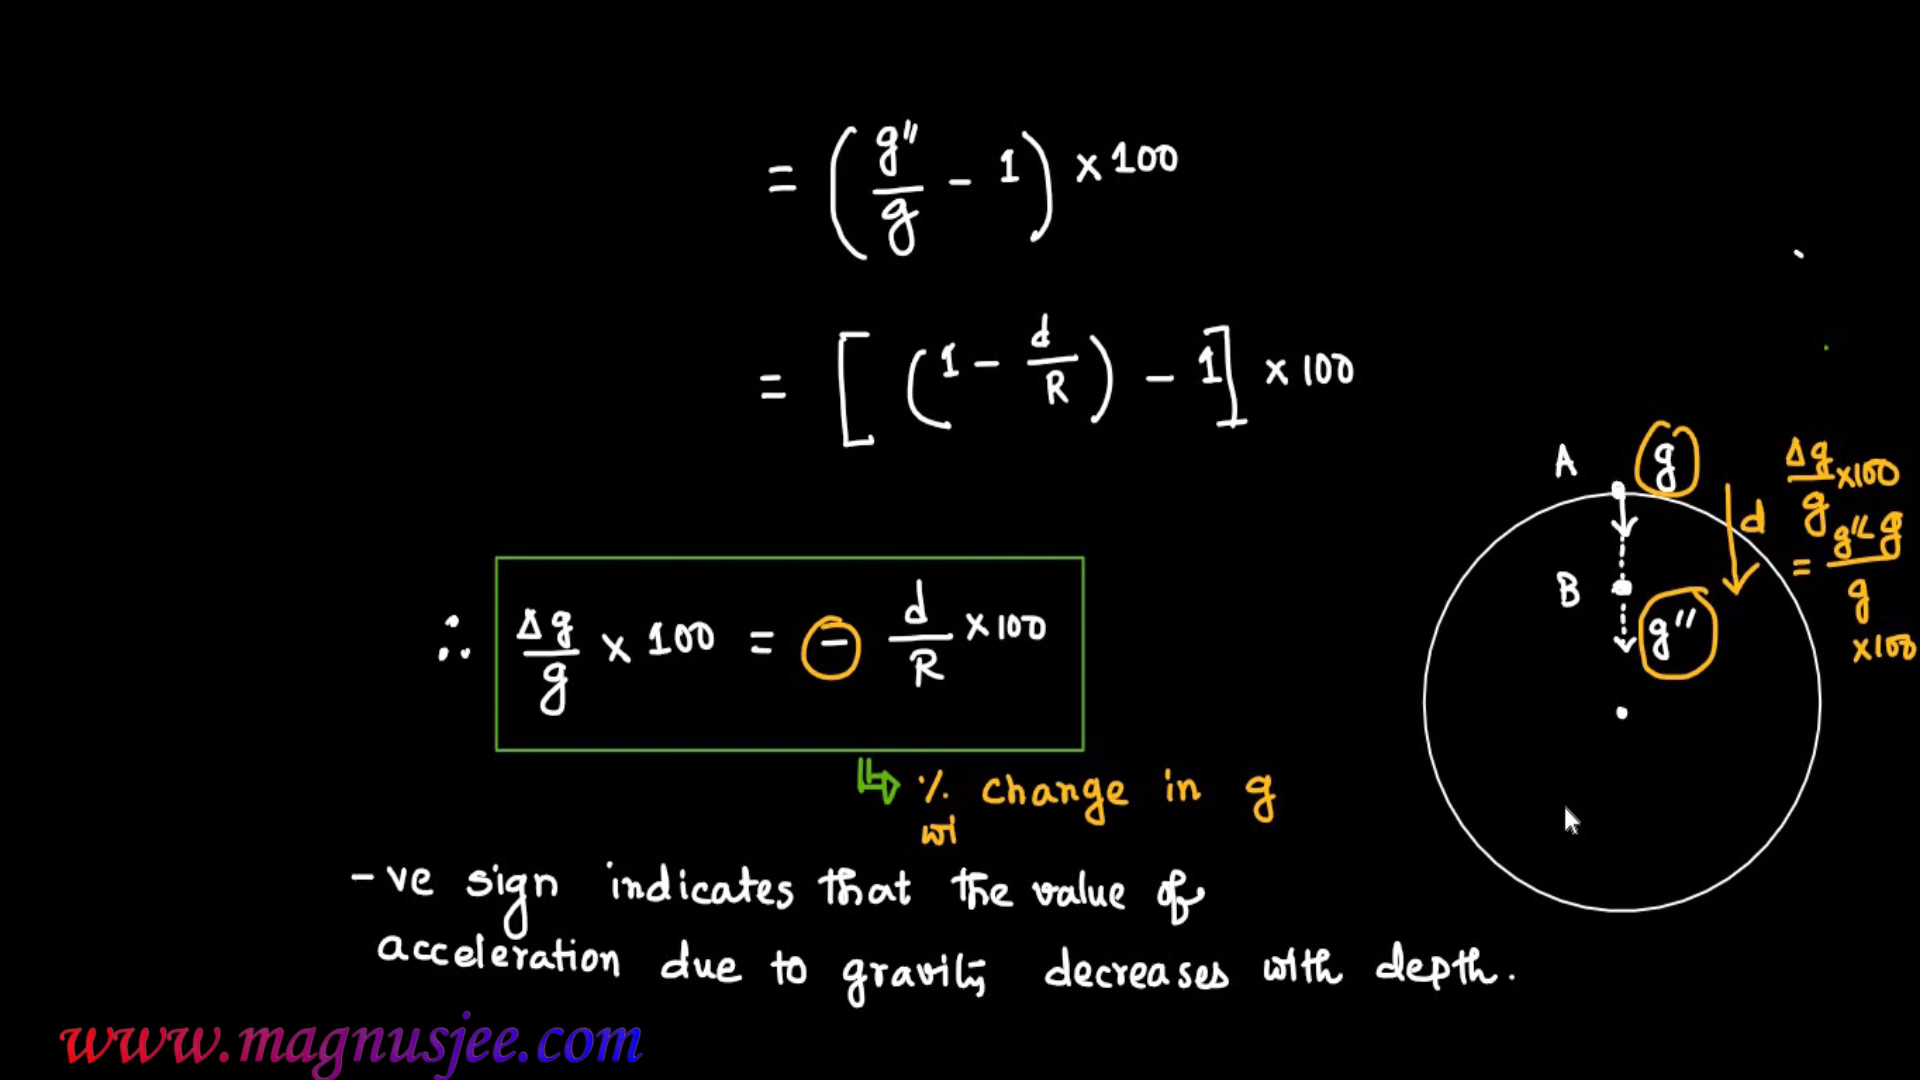 = (g''/g - 1) × 100
= [(1 - d/R) - 1] × 100
A g
Δg/g ×100
d
= g''-g/g ×100
B g''
∴ Δg/g × 100 = - d/R × 100
% change in g
wi
-ve sign indicates that the value of
acceleration due to gravity decreases with depth.
www.magnusjee.com